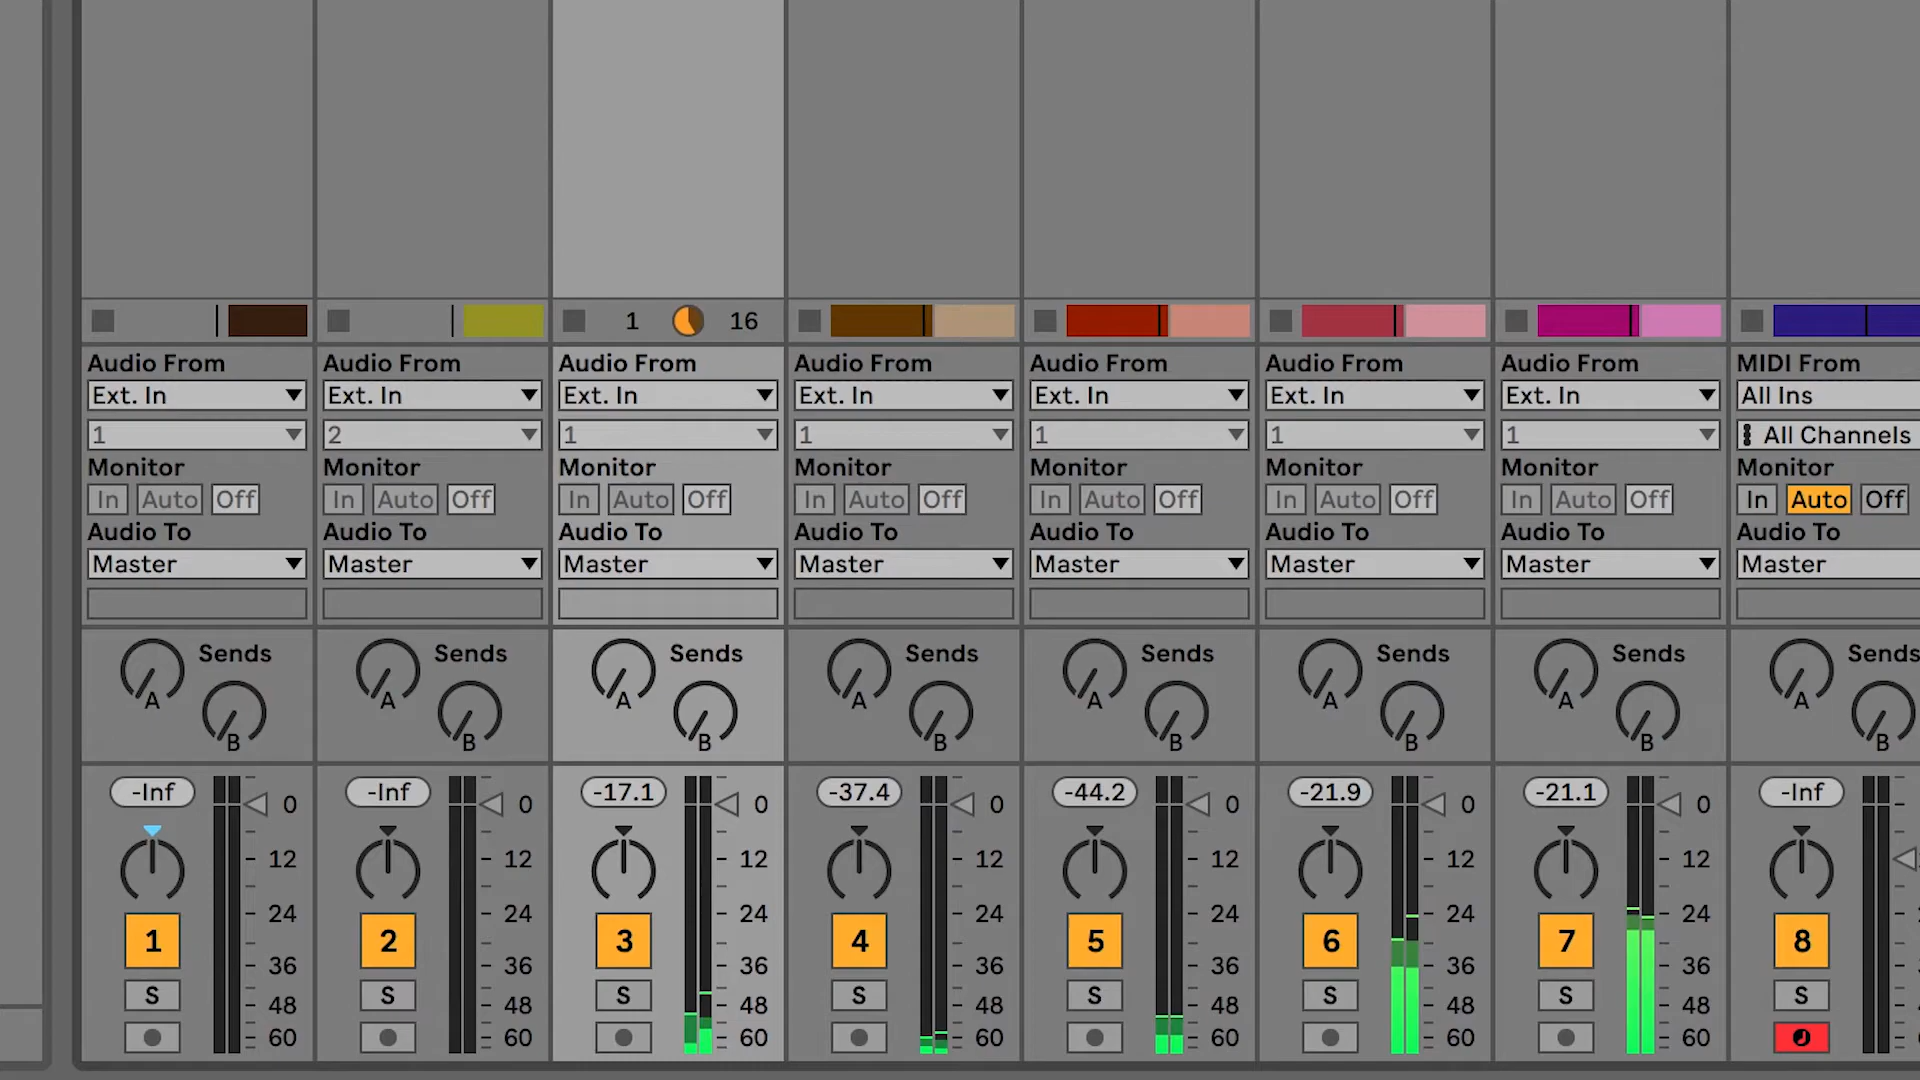 1 16
Audio From Audio From Audio From Audio From Audio From Audio From Audio From MIDI From
Ext. In Ext. In Ext. In Ext. In Ext. In Ext. In Ext. In All Ins
1 2 1 1 1 1 1 All Channels
Monitor Monitor Monitor Monitor Monitor Monitor Monitor Monitor
In Auto Off In Auto Off In Auto Off In Auto Off In Auto Off In Auto Off In Auto Off In Auto Off
Audio To Audio To Audio To Audio To Audio To Audio To Audio To Audio To
Master Master Master Master Master Master Master Master
Sends Sends Sends Sends Sends Sends Sends Sends
A A A A A A A A
B B B B B B B B
-Inf 0 -Inf 0 -17.1 0 -37.4 0 -44.2 0 -21.9 0 -21.1 0 -Inf
12 12 12 12 12 12 12
24 24 24 24 24 24 24
1 2 3 4 5 6 7 8
36 36 36 36 36 36 36
S 48 S 48 S 48 S 48 S 48 S 48 S 48 S
60 60 60 60 60 60 60